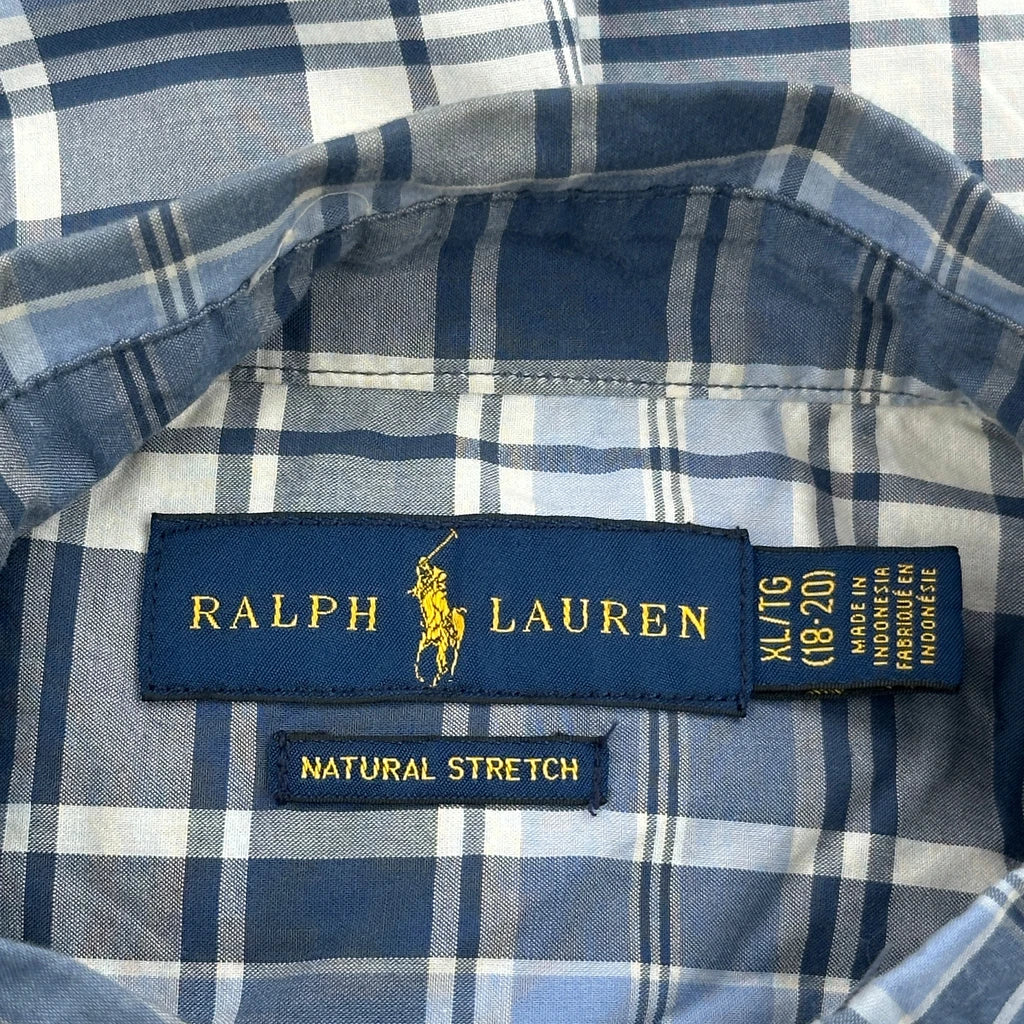 RALPH LAUREN
XL/TG
(18-20)
MADE IN
INDONESIA
FABRIQUÉ EN
INDONÉSIE
NATURAL STRETCH